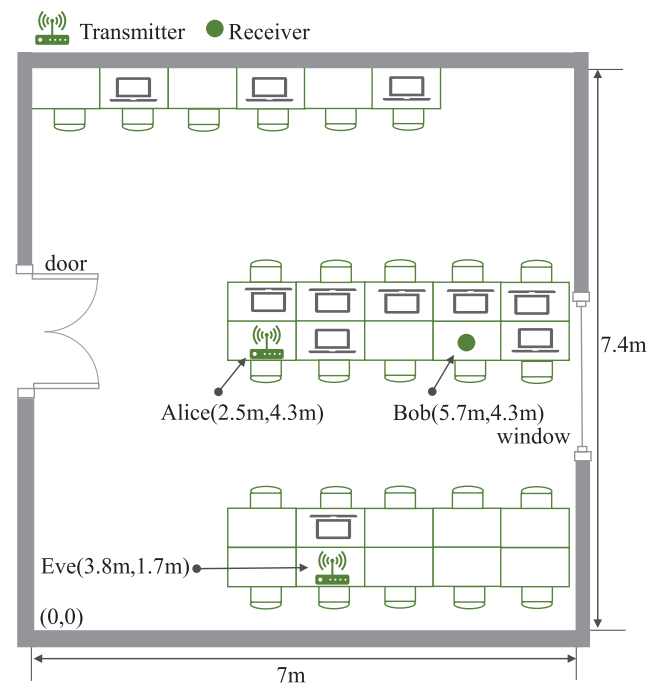 Transmitter Receiver
door
7.4m
Alice(2.5m,4.3m) Bob(5.7m,4.3m)
window
Eve(3.8m,1.7m)
(0,0)
7m